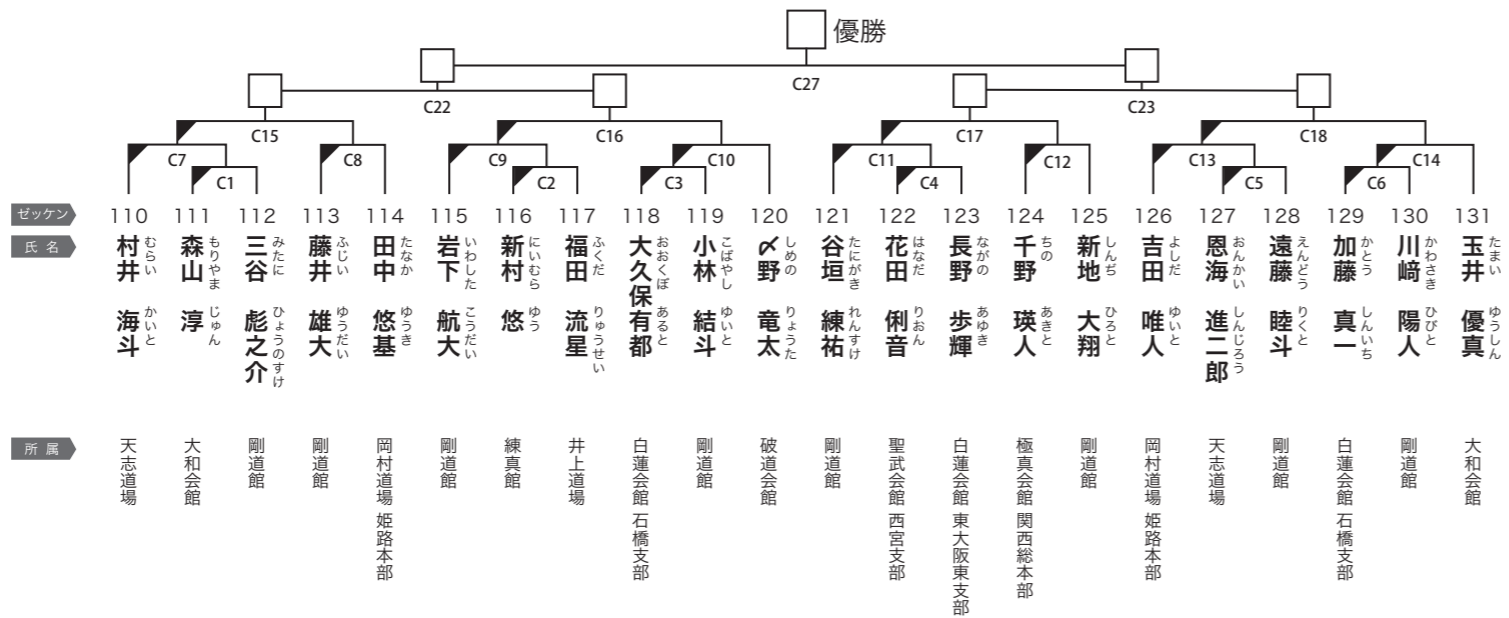 優勝
C27
C22
C23
C15
C16
C17
C18
C7
C8
C9
C10
C11
C12
C13
C14
C1
C2
C3
C4
C5
C6
ゼッケン
110 111 112 113 114 115 116 117 118 119 120 121 122 123 124 125 126 127 128 129 130 131
氏名
村井 海斗 むらい かいと
森山 淳 もりやま じゅん
三谷 彪之介 みたに ひょうのすけ
藤井 雄大 ふじい ゆうだい
田中 悠基 たなか ゆうき
岩下 航大 いわした こうだい
新村 悠 にいむら ゆう
福田 流星 ふくだ りゅうせい
大久保有都 おおくぼ あると
小林 結斗 こばやし ゆいと
〆野 竜太 しめの りょうた
谷垣 練祐 たにがき れんすけ
花田 俐音 はなだ りおん
長野 歩輝 ながの あゆき
千野 瑛人 ちの あきと
新地 大翔 しんぢ ひろと
吉田 唯人 よしだ ゆいと
恩海 進二郎 おんかい しんじろう
遠藤 睦斗 えんどう りくと
加藤 真一 かとう しんいち
川﨑 陽人 かわさき ひびと
玉井 優真 たまい ゆうしん
所属
天志道場
大和会館
剛道館
剛道館
岡村道場 姫路本部
剛道館
練真館
井上道場
白蓮会館 石橋支部
剛道館
破道会館
剛道館
聖武会館 西宮支部
白蓮会館 東大阪東支部
極真会館 関西総本部
剛道館
岡村道場 姫路本部
天志道場
剛道館
白蓮会館 石橋支部
剛道館
大和会館